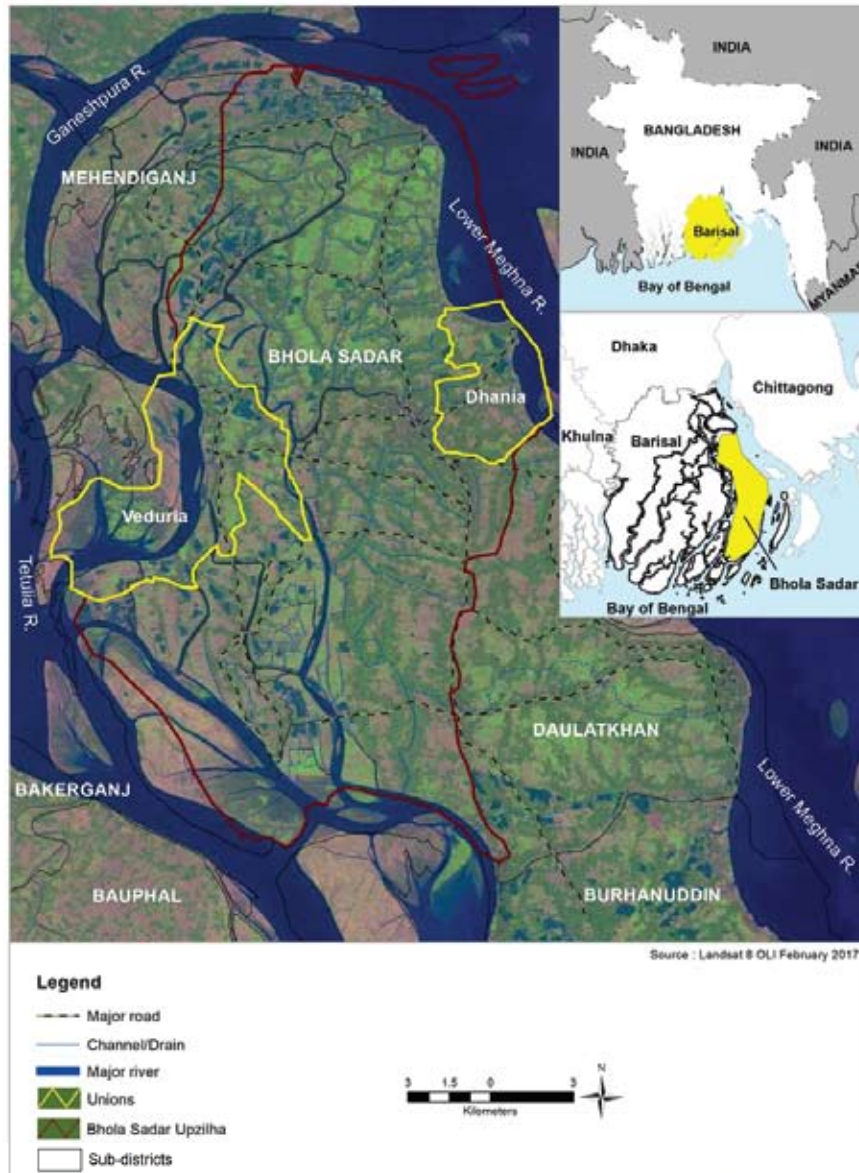 Ganeshpura R.
MEHENDIGANJ
Lower Meghna R.
BHOLA SADAR
Dhania
Veduria
Tetulia R.
DAULATKHAN
BAKERGANJ
Lower Meghna R.
BAUPHAL
BURHANUDDIN
INDIA
BANGLADESH
INDIA
INDIA
Barisal
Bay of Bengal
MYANMAR
Dhaka
Chittagong
Khulna
Barisal
Bhola Sadar
Bay of Bengal
Source : Landsat 8 OLI February 2017
Legend
Major road
Channel/Drain
Major river
Unions
Bhola Sadar Upzilha
Sub-districts
3 1.5 0 3
Kilometers
N